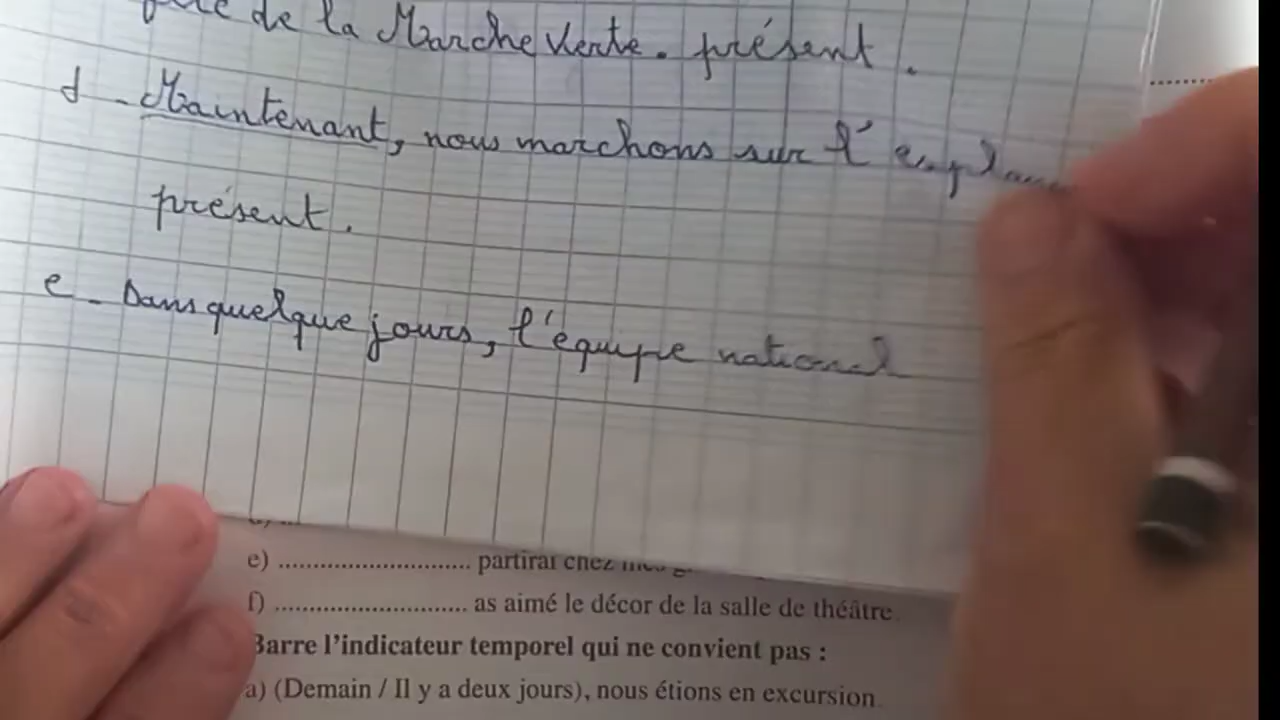 de la Marche Verte. présent.
d - Maintenant, nous marchons sur l'
présent.
e - Dans quelque jours, l'équipe national
e) .......................... partirai chez mes
f) .......................... as aimé le décor de la salle de théâtre.
Barre l'indicateur temporel qui ne convient pas :
a) (Demain / Il y a deux jours), nous étions en excursion.